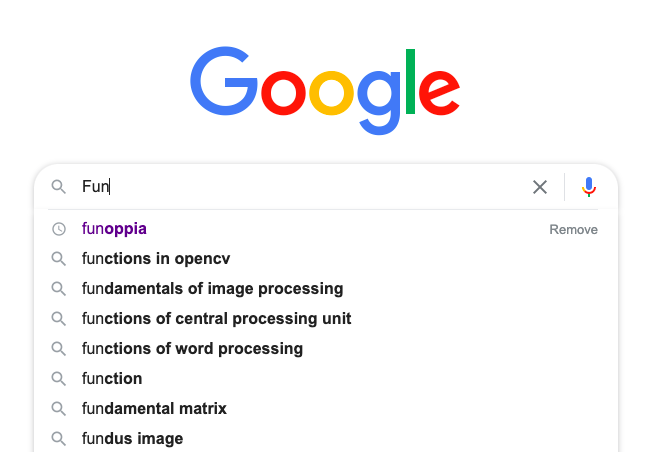 Google
Fun
funoppia Remove
functions in opencv
fundamentals of image processing
functions of central processing unit
functions of word processing
function
fundamental matrix
fundus image